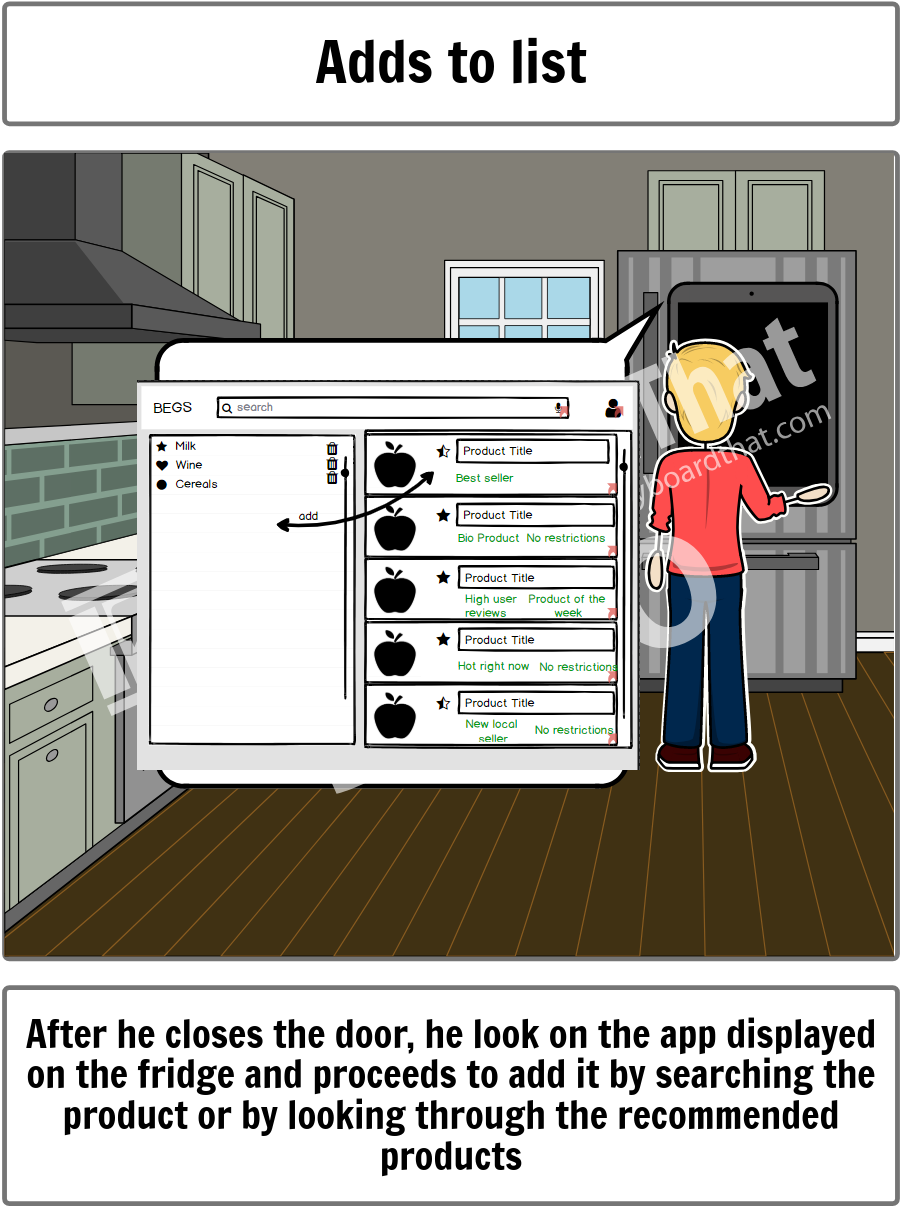 Adds to list
BEGS
search
Milk
Wine
Cereals
add
Product Title
Best seller
Product Title
Bio Product No restrictions
Product Title
High user
reviews
Product of the
week
Product Title
Hot right now No restrictions
Product Title
New local
seller
No restrictions
That
yboardthat.com
After he closes the door, he look on the app displayed
on the fridge and proceeds to add it by searching the
product or by looking through the recommended
products